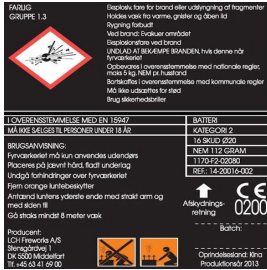 FARLIG
GRUPPE 1.3
Eksplosiv, fare for brand eller udslyngning af fragmenter
Holdes væk fra varme, gnister og åben ild
Rygning forbudt
Ved brand: Evakuer området
Eksplosionsfare ved brand
UNDLAD AT BEKÆMPE BRANDEN, hvis denne når
fyrværkeriet
Opbevares i overensstemmelse med nationale regler,
maks 5 kg. NEM pr. husstand
Bortskaffes i overensstemmelse med kommunale regler
Må ikke udsættes for stød
Brug sikkerhedsbriller
I OVERENSSTEMMELSE MED EN 15947
MÅ IKKE SÆLGES TIL PERSONER UNDER 18 ÅR
BRUGSANVISNING:
Fyrværkeriet må kun anvendes udendørs
Placeres på jævnt hård, fladt underlag
Undgå forhindringer over fyrværkeriet
Fjern orange luntebeskytter
Antænd luntens yderste ende med strakt arm og
med siden til
Gå straks mindst 8 meter væk
BATTERI
KATEGORI 2
16 SKUD Ø20
NEM 112 GRAM
1170-F2-02080
REF.: 14-20016-002
Afskydnings-
retning
CE
0200
Batch:
Producent:
LCH Fireworks A/S
Stensgårdvej 1
DK 5500 Middelfart
Tlf. +45 63 41 69 00
Oprindelsesland: Kina
Produktionsår 2013